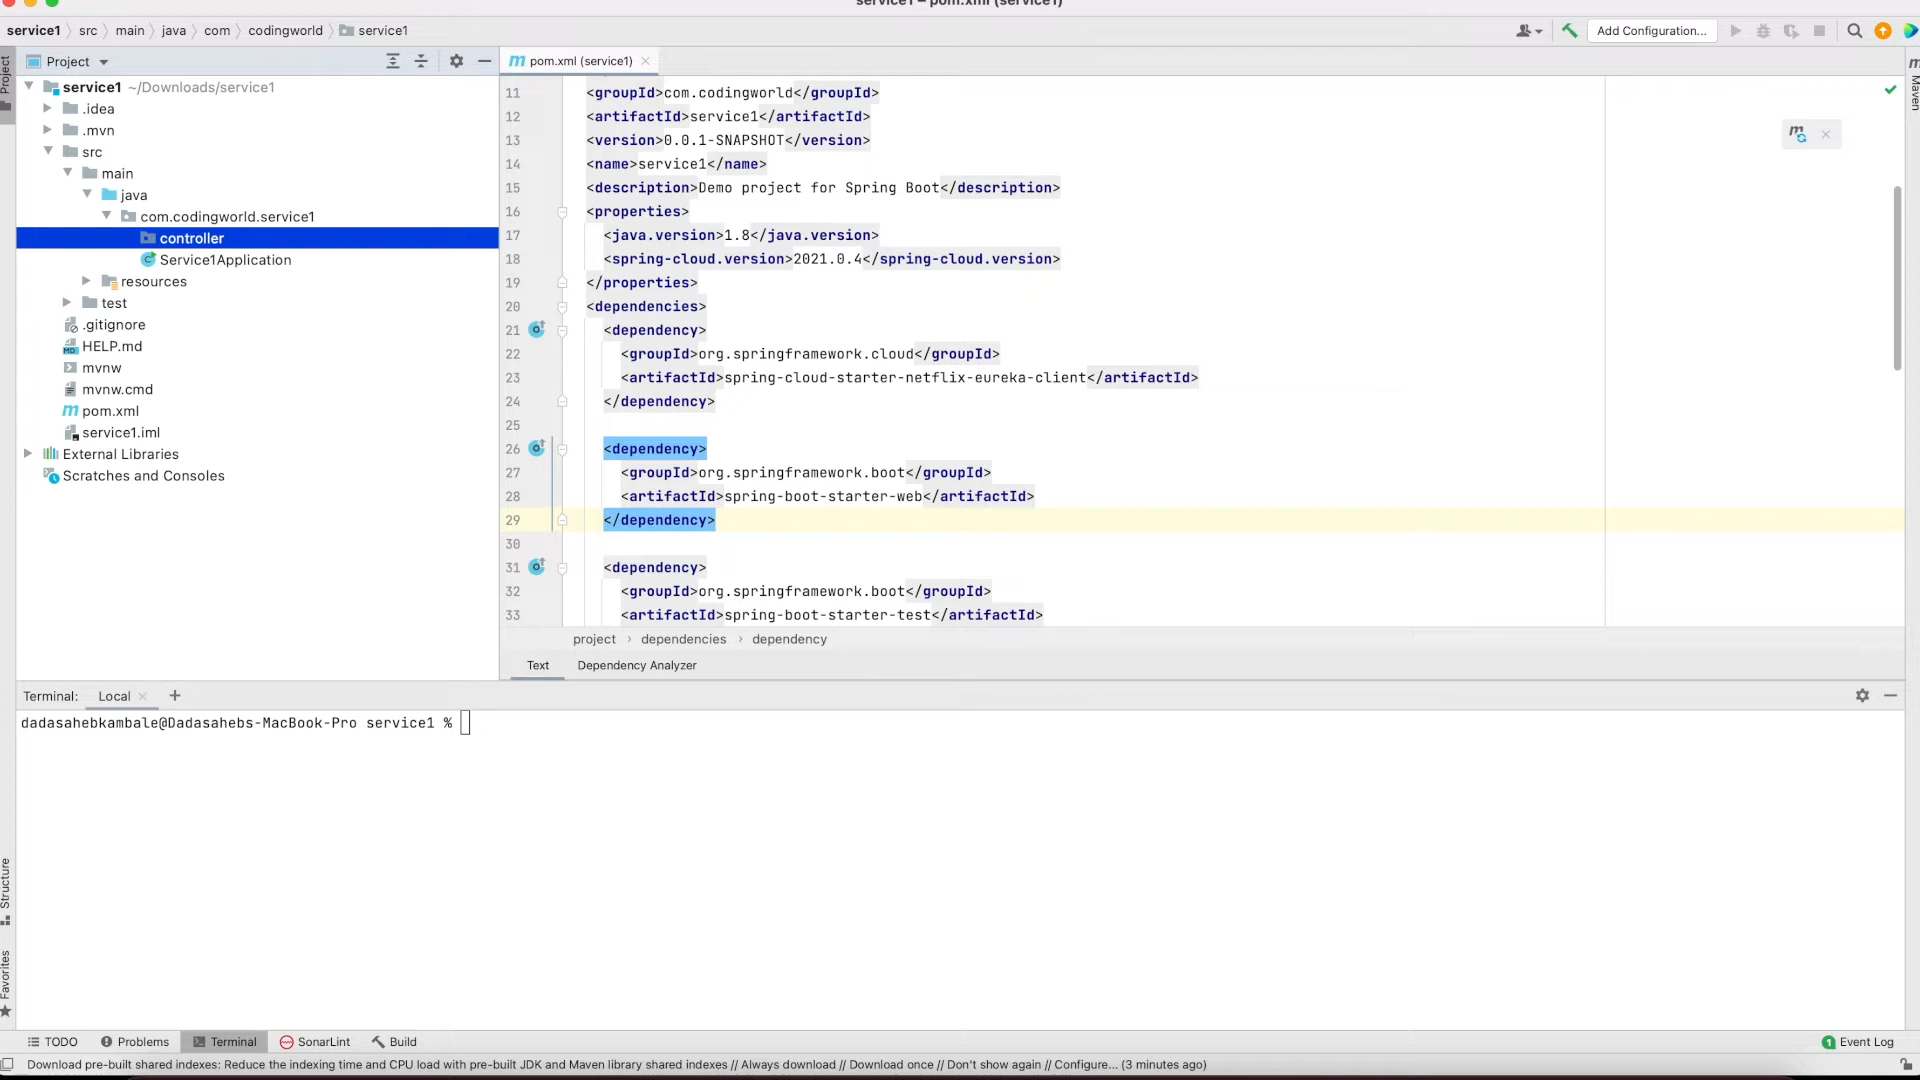 service1 – pom.xml (service1)
service1 src main java com codingworld service1
Add Configuration...
Project
Project
pom.xml (service1)
Maven
service1 ~/Downloads/service1
.idea
.mvn
src
main
java
com.codingworld.service1
controller
Service1Application
resources
test
.gitignore
HELP.md
mvnw
mvnw.cmd
pom.xml
service1.iml
External Libraries
Scratches and Consoles
11 <groupId>com.codingworld</groupId>
12 <artifactId>service1</artifactId>
13 <version>0.0.1-SNAPSHOT</version>
14 <name>service1</name>
15 <description>Demo project for Spring Boot</description>
16 <properties>
17 <java.version>1.8</java.version>
18 <spring-cloud.version>2021.0.4</spring-cloud.version>
19 </properties>
20 <dependencies>
21 <dependency>
22 <groupId>org.springframework.cloud</groupId>
23 <artifactId>spring-cloud-starter-netflix-eureka-client</artifactId>
24 </dependency>
25
26 <dependency>
27 <groupId>org.springframework.boot</groupId>
28 <artifactId>spring-boot-starter-web</artifactId>
29 </dependency>
30
31 <dependency>
32 <groupId>org.springframework.boot</groupId>
33 <artifactId>spring-boot-starter-test</artifactId>
project › dependencies › dependency
Text Dependency Analyzer
Terminal: Local
dadasahebkambale@Dadasahebs-MacBook-Pro service1 %
Structure
Favorites
TODO Problems Terminal SonarLint Build
1 Event Log
Download pre-built shared indexes: Reduce the indexing time and CPU load with pre-built JDK and Maven library shared indexes // Always download // Download once // Don't show again // Configure... (3 minutes ago)